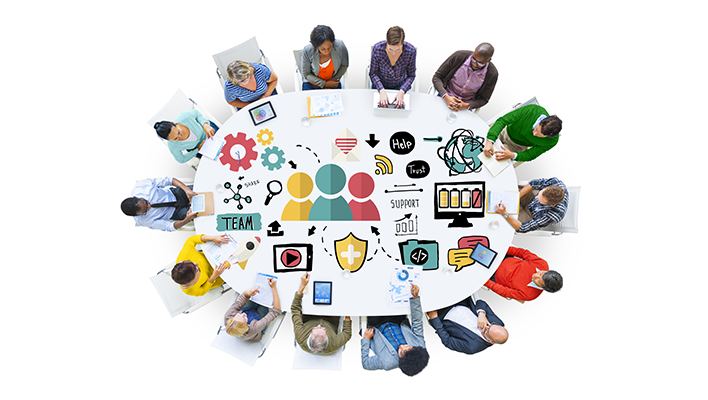 Help
Trust
SHARE
SUPPORT
TEAM
</>